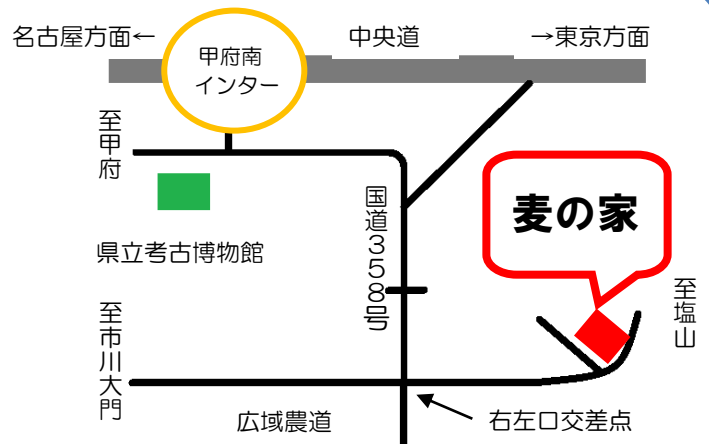 名古屋方面←
甲府南
インター
中央道
→東京方面
至甲府
県立考古博物館
国道358号
麦の家
至塩山
至市川大門
広域農道
右左口交差点